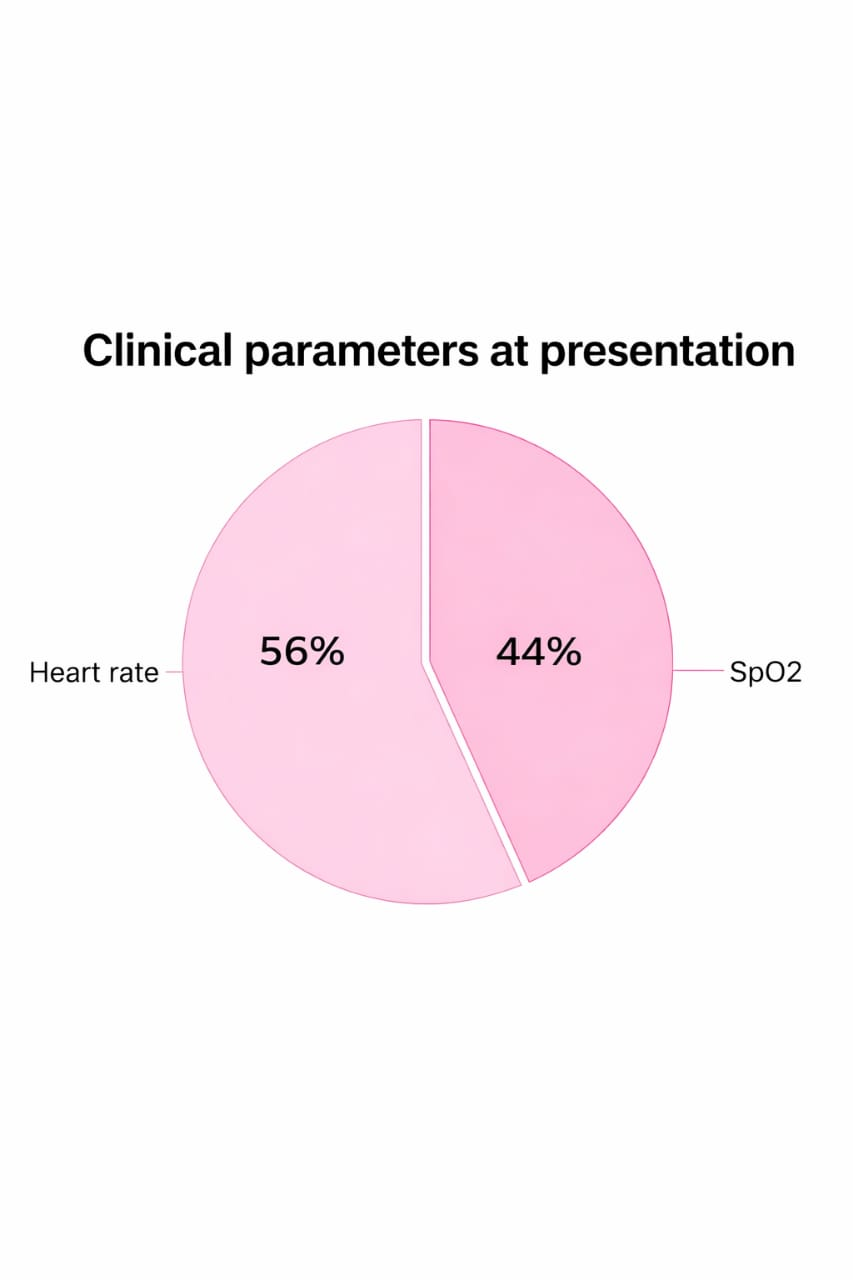 Clinical parameters at presentation
56%
44%
Heart rate
SpO2